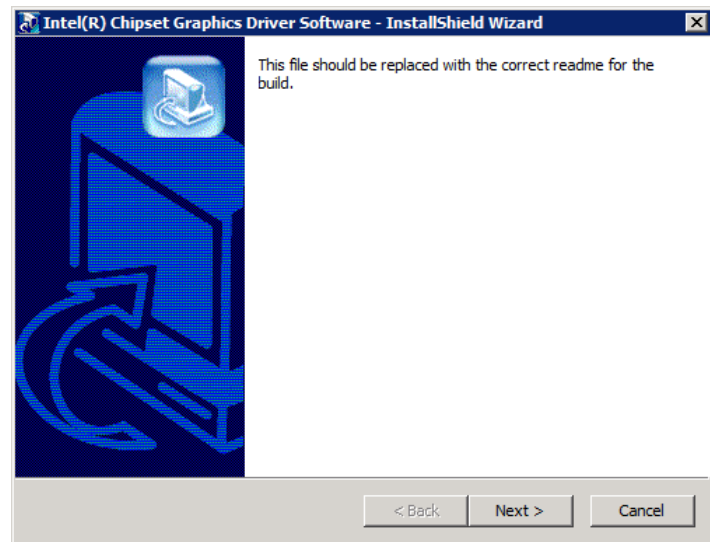 Intel(R) Chipset Graphics Driver Software - InstallShield Wizard
This file should be replaced with the correct readme for the
build.
< Back
Next >
Cancel